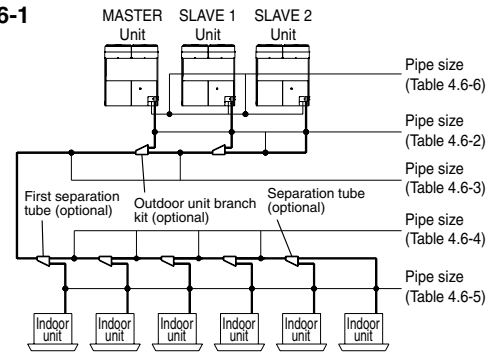 6-1
MASTER
Unit
SLAVE 1
Unit
SLAVE 2
Unit
Pipe size
(Table 4.6-6)
Pipe size
(Table 4.6-2)
Pipe size
(Table 4.6-3)
First separation
tube (optional)
Outdoor unit branch
kit (optional)
Separation tube
(optional)
Pipe size
(Table 4.6-4)
Pipe size
(Table 4.6-5)
Indoor
unit
Indoor
unit
Indoor
unit
Indoor
unit
Indoor
unit
Indoor
unit